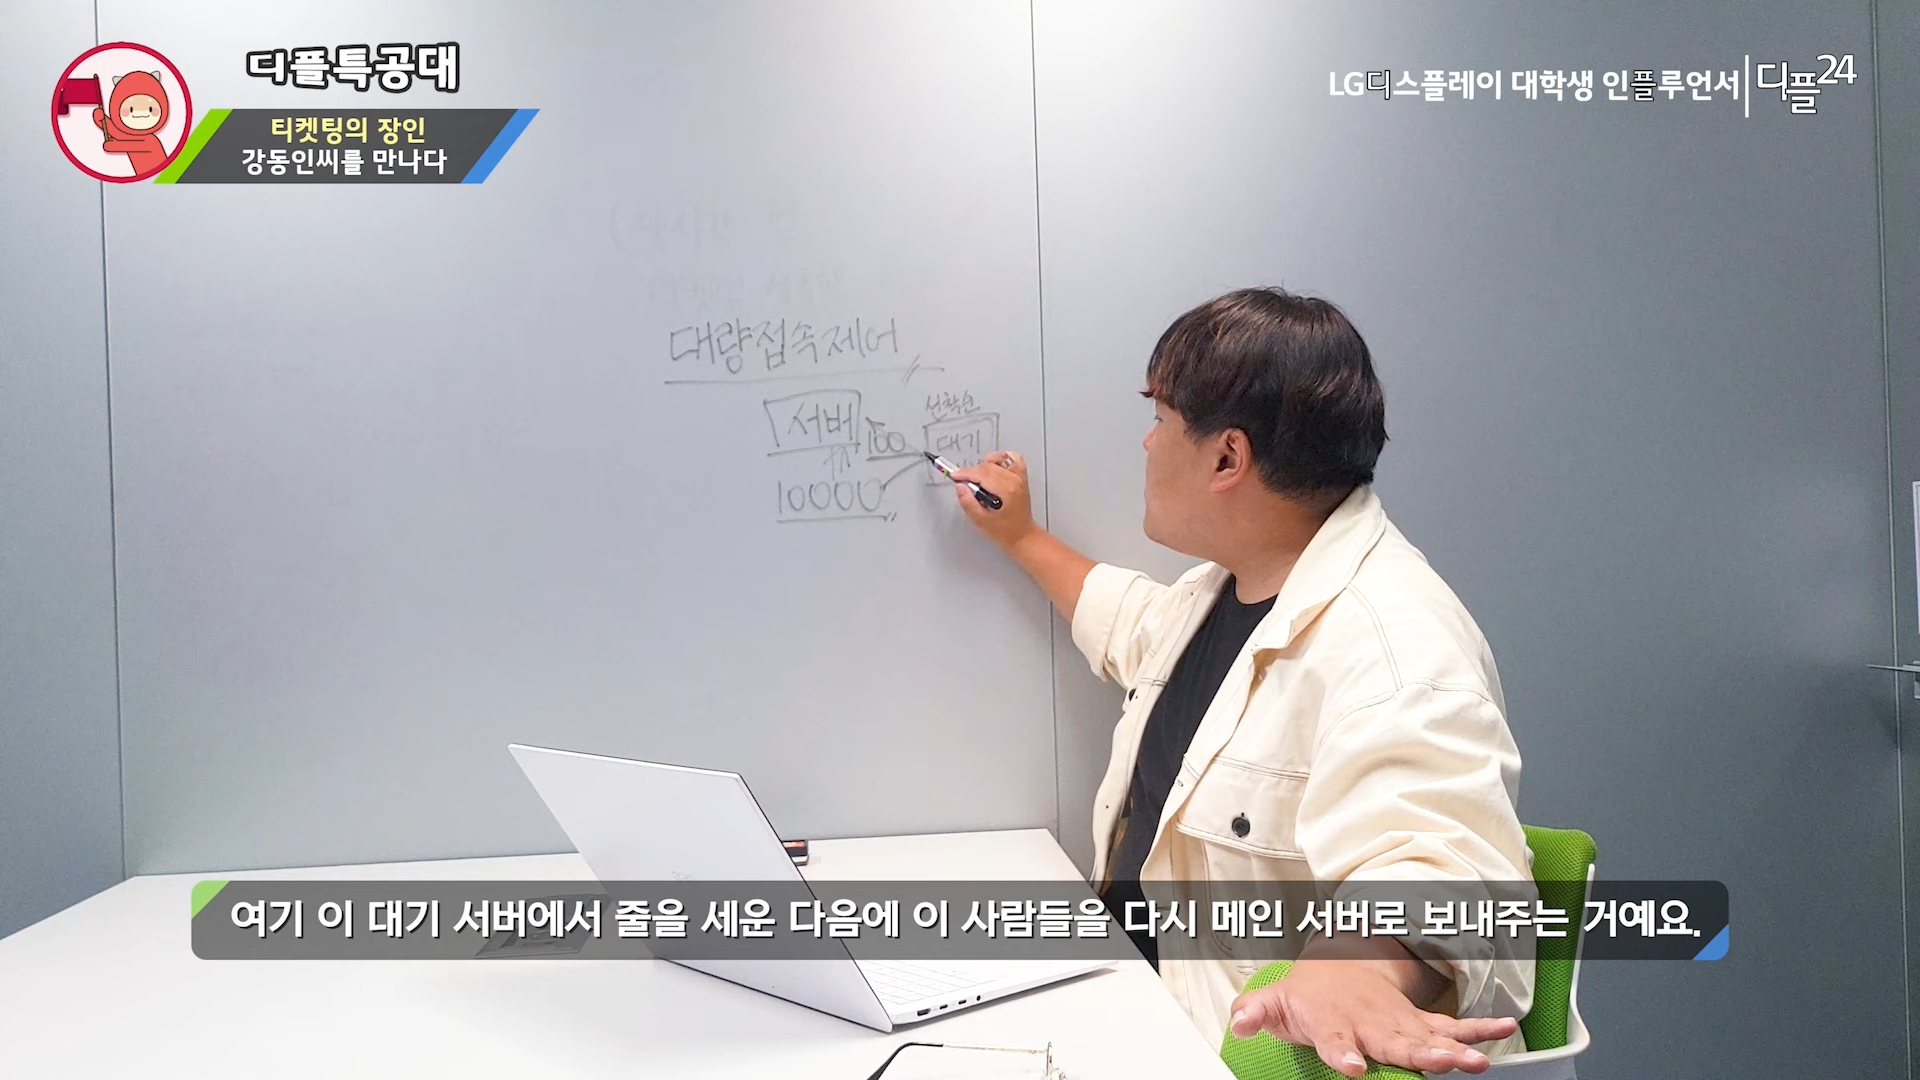 디플특공대
티켓팅의 장인
강동인씨를 만나다
LG디스플레이 대학생 인플루언서 디플24
대량접속제어
서버
선착순
100
대기
10000
여기 이 대기 서버에서 줄을 세운 다음에 이 사람들을 다시 메인 서버로 보내주는 거예요.